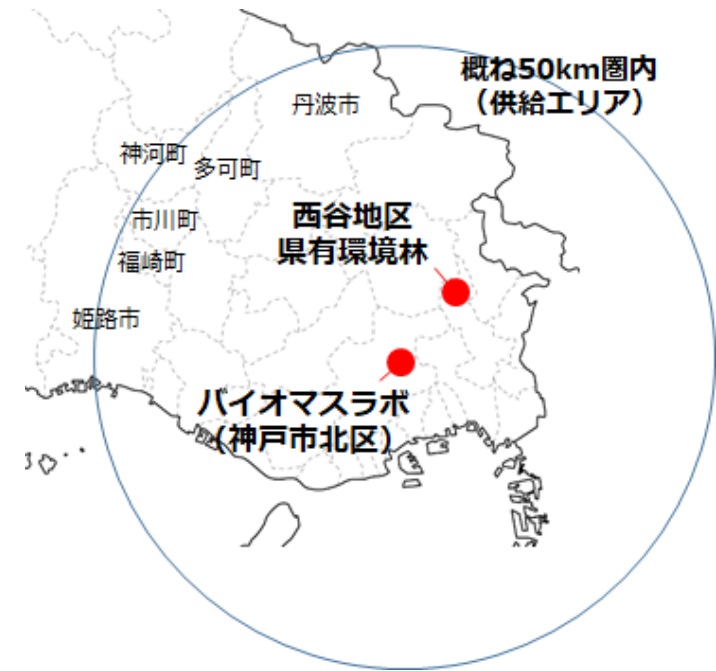 概ね50km圏内
（供給エリア）
丹波市
神河町
多可町
西谷地区
県有環境林
市川町
福崎町
姫路市
バイオマスラボ
（神戸市北区）